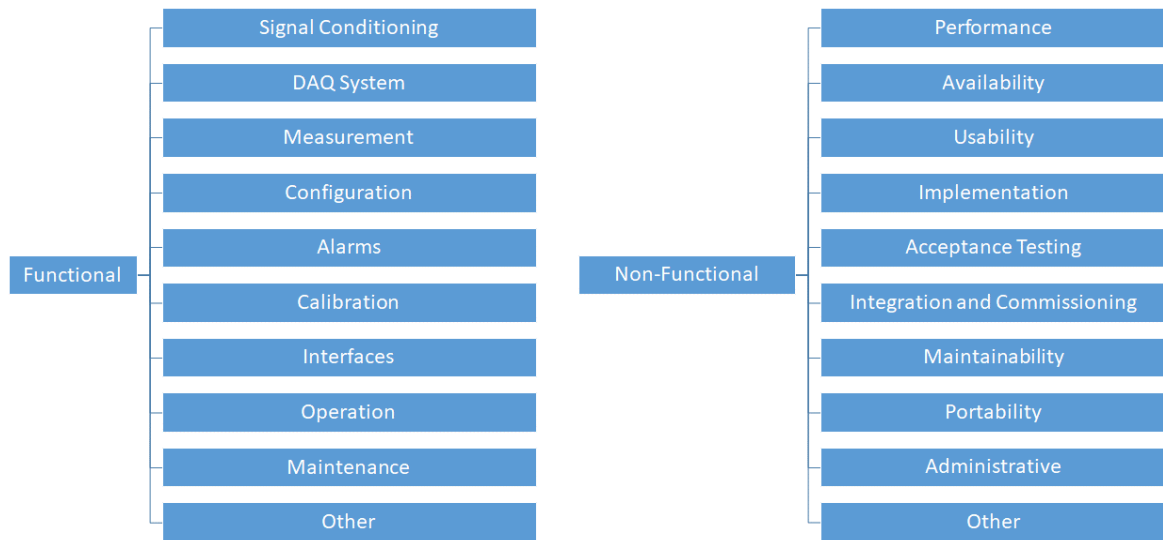 Functional
Signal Conditioning
DAQ System
Measurement
Configuration
Alarms
Calibration
Interfaces
Operation
Maintenance
Other
Non-Functional
Performance
Availability
Usability
Implementation
Acceptance Testing
Integration and Commissioning
Maintainability
Portability
Administrative
Other